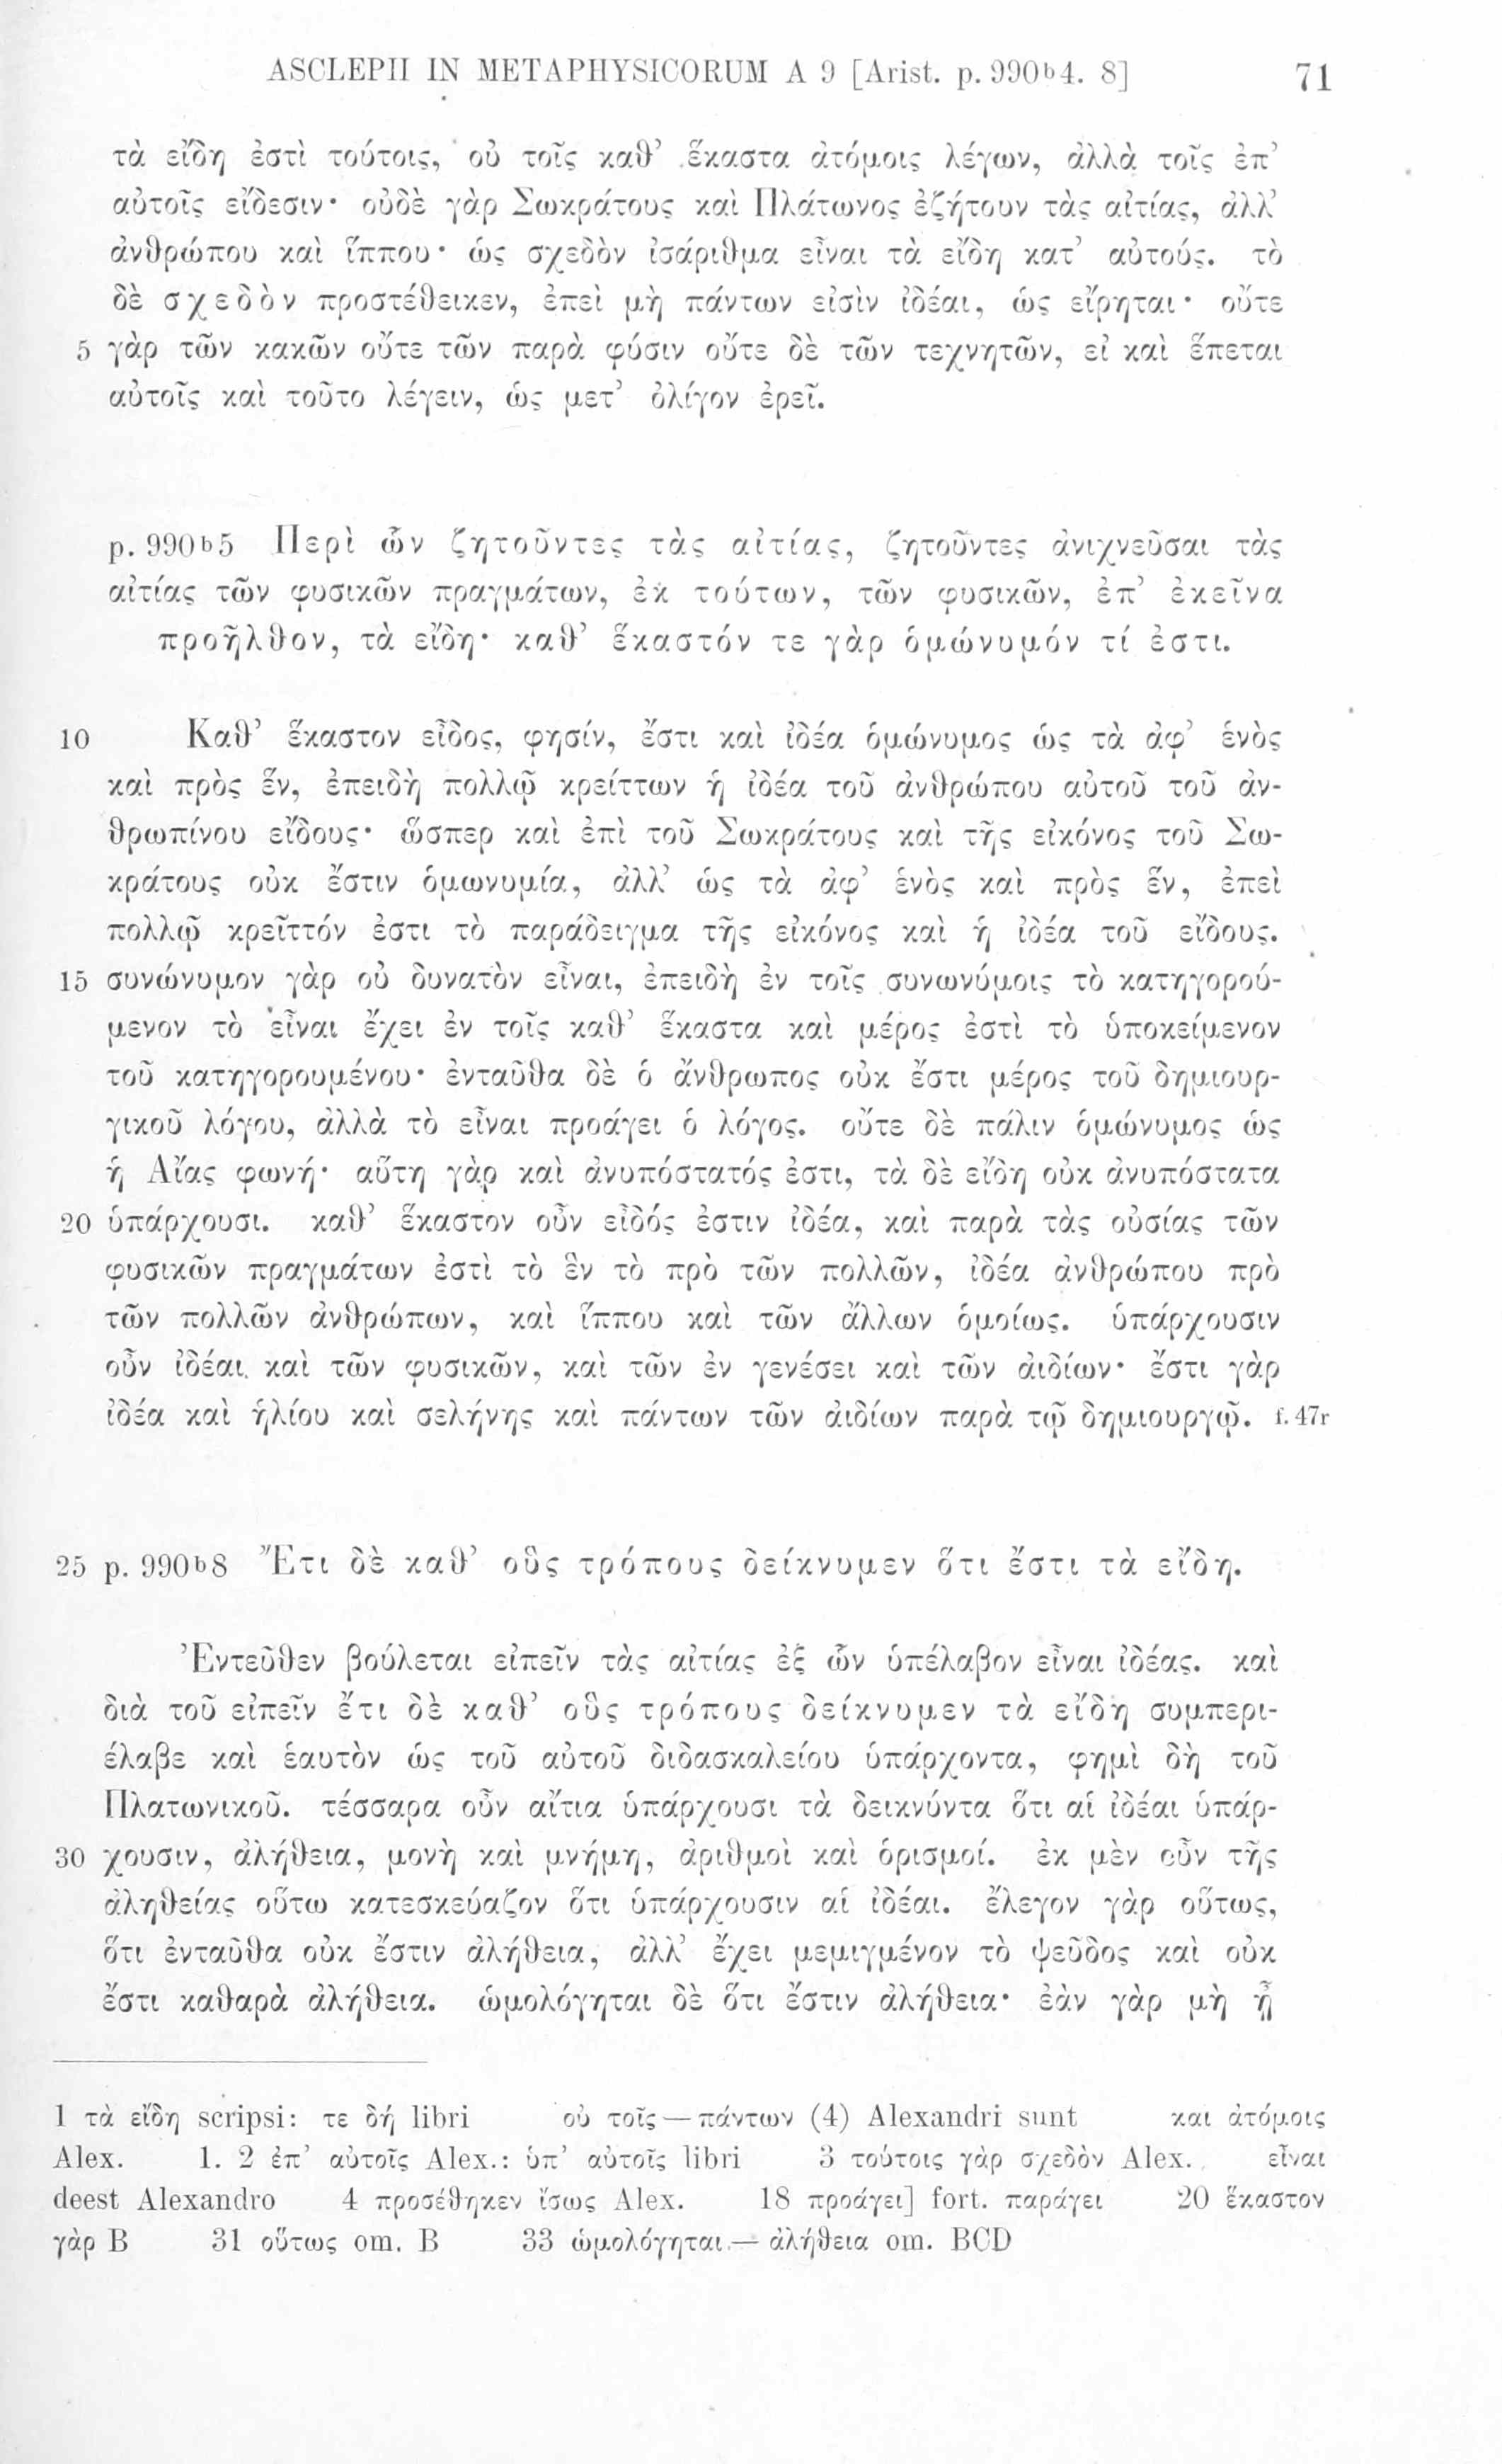 ASCLEPII IN METAPHYSICORUM A 9 [Arist. p. 990b4. 8] 71
τὰ εἴδη ἐστὶ τούτοις, οὐ τοῖς καθ’ ἕκαστα ἀτόμοις λέγων, ἀλλὰ τοῖς ἐπ’
αὐτοῖς εἴδεσιν· οὐδὲ γὰρ Σωκράτους καὶ Πλάτωνος ἐζήτουν τὰς αἰτίας, ἀλλ’
ἀνθρώπου καὶ ἵππου· ὡς σχεδὸν ἰσάριθμα εἶναι τὰ εἴδη κατ’ αὐτούς. τὸ
δὲ σχεδὸν προστέθεικεν, ἐπεὶ μὴ πάντων εἰσὶν ἰδέαι, ὡς εἴρηται· οὔτε
5 γὰρ τῶν κακῶν οὔτε τῶν παρὰ φύσιν οὔτε δὲ τῶν τεχνητῶν, εἰ καὶ ἕπεται
αὐτοῖς καὶ τοῦτο λέγειν, ὡς μετ’ ὀλίγον ἐρεῖ.
p. 990b5 Περὶ ὧν ζητοῦντες τὰς αἰτίας, ζητοῦντες ἀνιχνεῦσαι τὰς
αἰτίας τῶν φυσικῶν πραγμάτων, ἐκ τούτων, τῶν φυσικῶν, ἐπ’ ἐκεῖνα
προῆλθον, τὰ εἴδη· καθ’ ἕκαστόν τε γὰρ ὁμώνυμόν τί ἐστι.
10 Καθ’ ἕκαστον εἶδος, φησίν, ἔστι καὶ ἰδέα ὁμώνυμος ὡς τὰ ἀφ’ ἑνὸς
καὶ πρὸς ἕν, ἐπειδὴ πολλῷ κρείττων ἡ ἰδέα τοῦ ἀνθρώπου αὐτοῦ τοῦ ἀν-
θρωπίνου εἴδους· ὥσπερ καὶ ἐπὶ τοῦ Σωκράτους καὶ τῆς εἰκόνος τοῦ Σω-
κράτους οὐκ ἔστιν ὁμωνυμία, ἀλλ’ ὡς τὰ ἀφ’ ἑνὸς καὶ πρὸς ἕν, ἐπεὶ
πολλῷ κρεῖττόν ἐστι τὸ παράδειγμα τῆς εἰκόνος καὶ ἡ ἰδέα τοῦ εἴδους.
15 συνώνυμον γὰρ οὐ δυνατὸν εἶναι, ἐπειδὴ ἐν τοῖς συνωνύμοις τὸ κατηγορού-
μενον τὸ εἶναι ἔχει ἐν τοῖς καθ’ ἕκαστα καὶ μέρος ἐστὶ τὸ ὑποκείμενον
τοῦ κατηγορουμένου· ἐνταῦθα δὲ ὁ ἄνθρωπος οὐκ ἔστι μέρος τοῦ δημιουρ-
γικοῦ λόγου, ἀλλὰ τὸ εἶναι προάγει ὁ λόγος. οὔτε δὲ πάλιν ὁμώνυμος ὡς
ἡ Αἴας φωνή· αὕτη γὰρ καὶ ἀνυπόστατός ἐστι, τὰ δὲ εἴδη οὐκ ἀνυπόστατα
20 ὑπάρχουσι. καθ’ ἕκαστον οὖν εἶδός ἐστιν ἰδέα, καὶ παρὰ τὰς οὐσίας τῶν
φυσικῶν πραγμάτων ἐστὶ τὸ ἓν τὸ πρὸ τῶν πολλῶν, ἰδέα ἀνθρώπου πρὸ
τῶν πολλῶν ἀνθρώπων, καὶ ἵππου καὶ τῶν ἄλλων ὁμοίως. ὑπάρχουσιν
οὖν ἰδέαι καὶ τῶν φυσικῶν, καὶ τῶν ἐν γενέσει καὶ τῶν ἀιδίων· ἔστι γὰρ
ἰδέα καὶ ἡλίου καὶ σελήνης καὶ πάντων τῶν ἀιδίων παρὰ τῷ δημιουργῷ. f. 47r
25 p. 990b8 Ἔτι δὲ καθ’ οὓς τρόπους δείκνυμεν ὅτι ἔστι τὰ εἴδη.
Ἐντεῦθεν βούλεται εἰπεῖν τὰς αἰτίας ἐξ ὧν ὑπέλαβον εἶναι ἰδέας. καὶ
διὰ τοῦ εἰπεῖν ἔτι δὲ καθ’ οὓς τρόπους δείκνυμεν τὰ εἴδη συμπερι-
έλαβε καὶ ἑαυτὸν ὡς τοῦ αὐτοῦ διδασκαλείου ὑπάρχοντα, φημὶ δὴ τοῦ
Πλατωνικοῦ. τέσσαρα οὖν αἴτια ὑπάρχουσι τὰ δεικνύντα ὅτι αἱ ἰδέαι ὑπάρ-
30 χουσιν, ἀλήθεια, μονὴ καὶ μνήμη, ἀριθμοὶ καὶ ὁρισμοί. ἐκ μὲν οὖν τῆς
ἀληθείας οὕτω κατεσκεύαζον ὅτι ὑπάρχουσιν αἱ ἰδέαι. ἔλεγον γὰρ οὕτως,
ὅτι ἐνταῦθα οὐκ ἔστιν ἀλήθεια, ἀλλ’ ἔχει μεμιγμένον τὸ ψεῦδος καὶ οὐκ
ἔστι καθαρὰ ἀλήθεια. ὡμολόγηται δὲ ὅτι ἔστιν ἀλήθεια· ἐὰν γὰρ μὴ ᾖ
1 τὰ εἴδη scripsi: τε δή libri οὐ τοῖς — πάντων (4) Alexandri sunt και ἀτόμοις
Alex. 1. 2 ἐπ’ αὐτοῖς Alex.: ὑπ’ αὐτοῖς libri 3 τούτοις γὰρ σχεδὸν Alex. εἶναι
deest Alexandro 4 προσέθηκεν ἴσως Alex. 18 προάγει] fort. παράγει 20 ἕκαστον
γὰρ B 31 οὕτως om. B 33 ὡμολόγηται — ἀλήθεια om. BCD